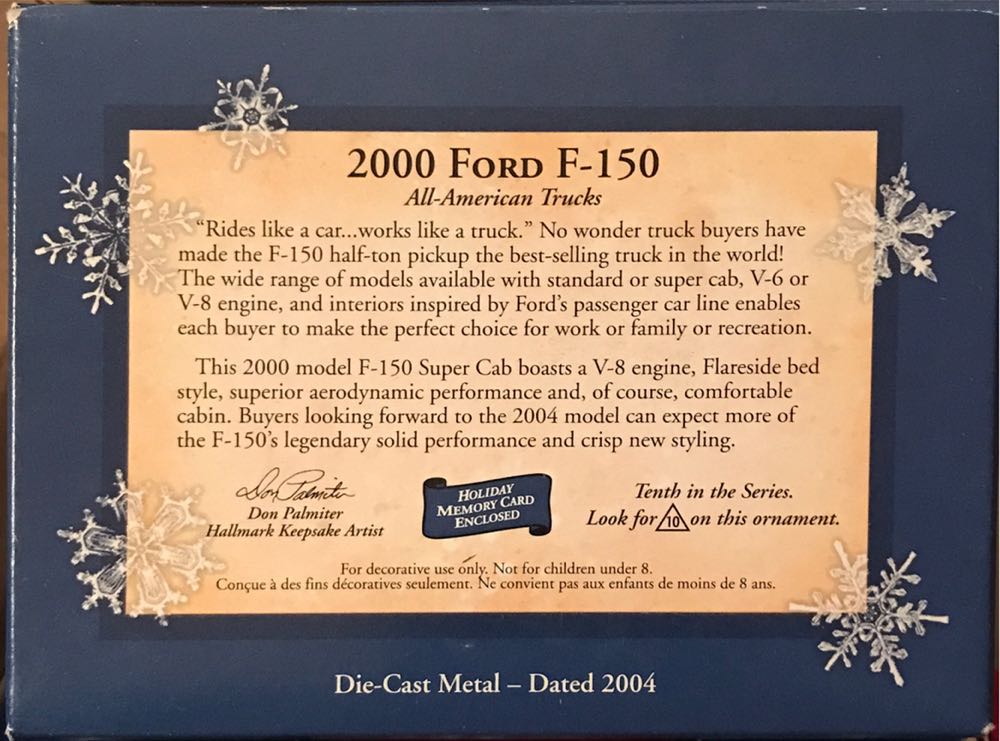 2000 Ford F-150
All-American Trucks
“Rides like a car...works like a truck.” No wonder truck buyers have
made the F-150 half-ton pickup the best-selling truck in the world!
The wide range of models available with standard or super cab, V-6 or
V-8 engine, and interiors inspired by Ford’s passenger car line enables
each buyer to make the perfect choice for work or family or recreation.
This 2000 model F-150 Super Cab boasts a V-8 engine, Flareside bed
style, superior aerodynamic performance and, of course, comfortable
cabin. Buyers looking forward to the 2004 model can expect more of
the F-150’s legendary solid performance and crisp new styling.
Don Palmiter
Don Palmiter
Hallmark Keepsake Artist
HOLIDAY
MEMORY CARD
ENCLOSED
Tenth in the Series.
Look for 10 on this ornament.
For decorative use only. Not for children under 8.
Conçue à des fins décoratives seulement. Ne convient pas aux enfants de moins de 8 ans.
Die-Cast Metal – Dated 2004